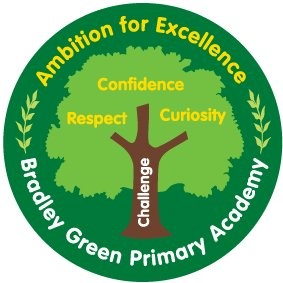 Ambition for Excellence
Confidence
Respect
Curiosity
Challenge
Bradley Green Primary Academy